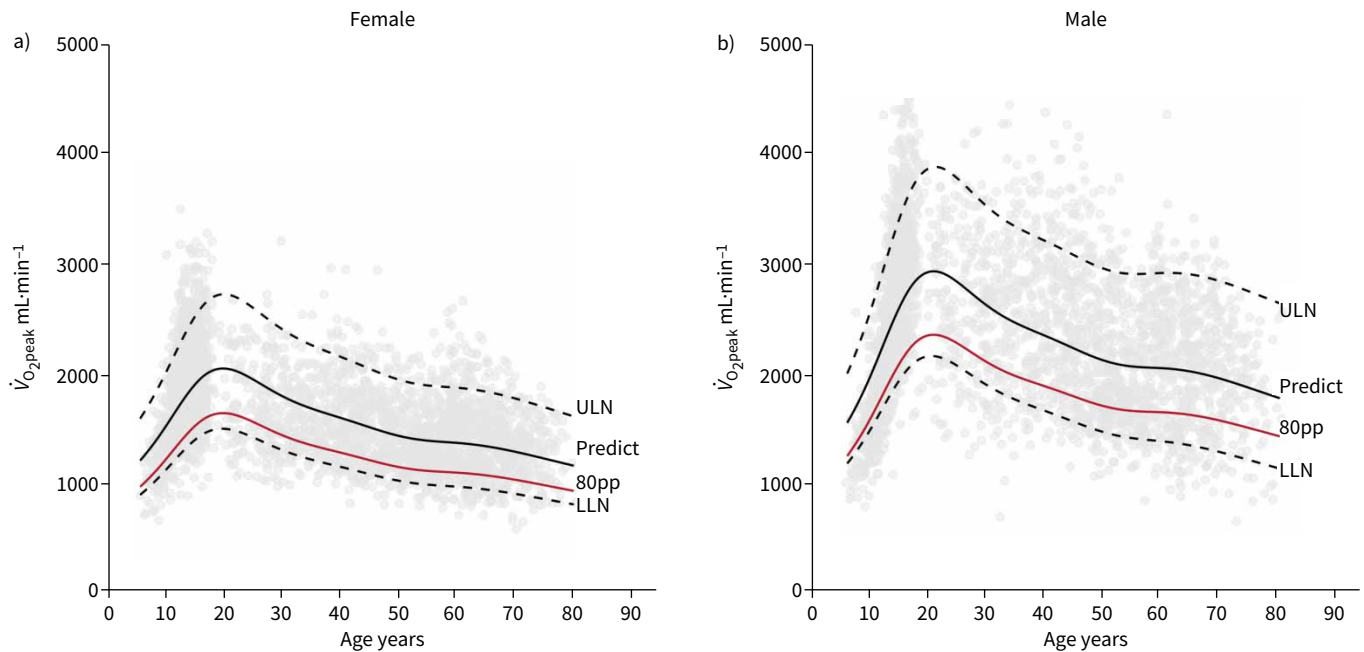 Female
a)
5000
4000
3000
2000
1000
0
V̇O₂peak mL·min⁻¹
ULN
Predict
80pp
LLN
0 10 20 30 40 50 60 70 80 90
Age years
Male
b)
5000
4000
3000
2000
1000
0
V̇O₂peak mL·min⁻¹
ULN
Predict
80pp
LLN
0 10 20 30 40 50 60 70 80 90
Age years